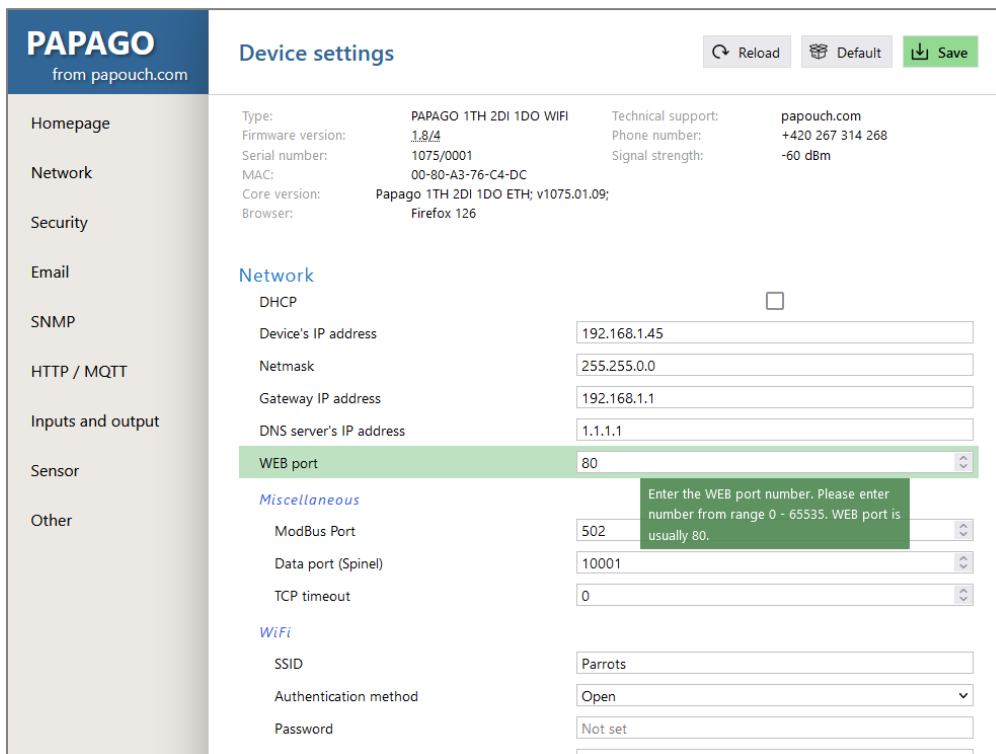 PAPAGO
from papouch.com
Device settings
Reload
Default
Save
Homepage
Network
Security
Email
SNMP
HTTP / MQTT
Inputs and output
Sensor
Other
Type: PAPAGO 1TH 2DI 1DO WIFI Technical support: papouch.com
Firmware version: 1.8/4 Phone number: +420 267 314 268
Serial number: 1075/0001 Signal strength: -60 dBm
MAC: 00-80-A3-76-C4-DC
Core version: Papago 1TH 2DI 1DO ETH; v1075.01.09;
Browser: Firefox 126
Network
DHCP
Device's IP address 192.168.1.45
Netmask 255.255.0.0
Gateway IP address 192.168.1.1
DNS server's IP address 1.1.1.1
WEB port 80
Enter the WEB port number. Please enter
number from range 0 - 65535. WEB port is
usually 80.
Miscellaneous
ModBus Port 502
Data port (Spinel) 10001
TCP timeout 0
WiFi
SSID Parrots
Authentication method Open
Password Not set